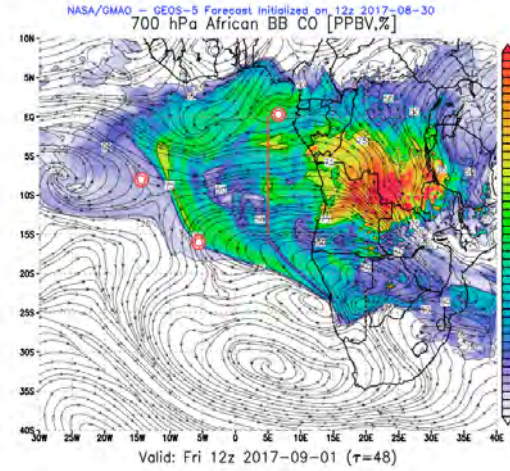 NASA/GMAO - GEOS-5 Forecast Initialized on 12z 2017-08-30
700 hPa African BB CO [PPBV,%]
10N
5N
EQ
5S
10S
15S
20S
25S
30S
35S
40S
30W 25W 20W 15W 10W 5W 0 5E 10E 15E 20E 25E 30E 35E 40E
Valid: Fri 12z 2017-09-01 (τ=48)